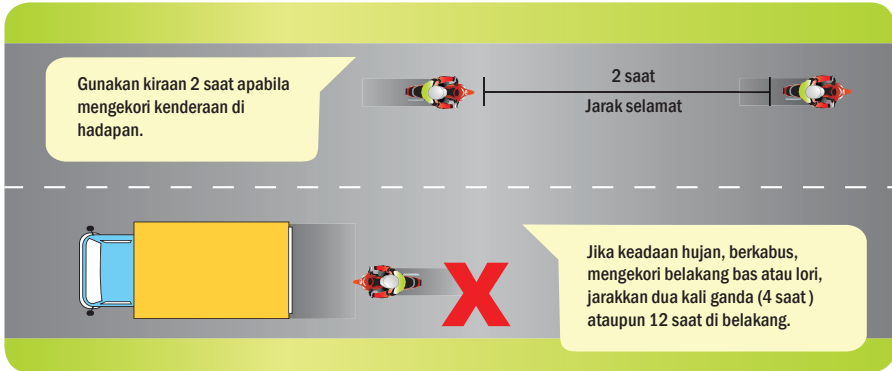 Gunakan kiraan 2 saat apabila
mengekori kenderaan di
hadapan.
2 saat
Jarak selamat
Jika keadaan hujan, berkabus,
mengekori belakang bas atau lori,
jarakkan dua kali ganda (4 saat )
ataupun 12 saat di belakang.